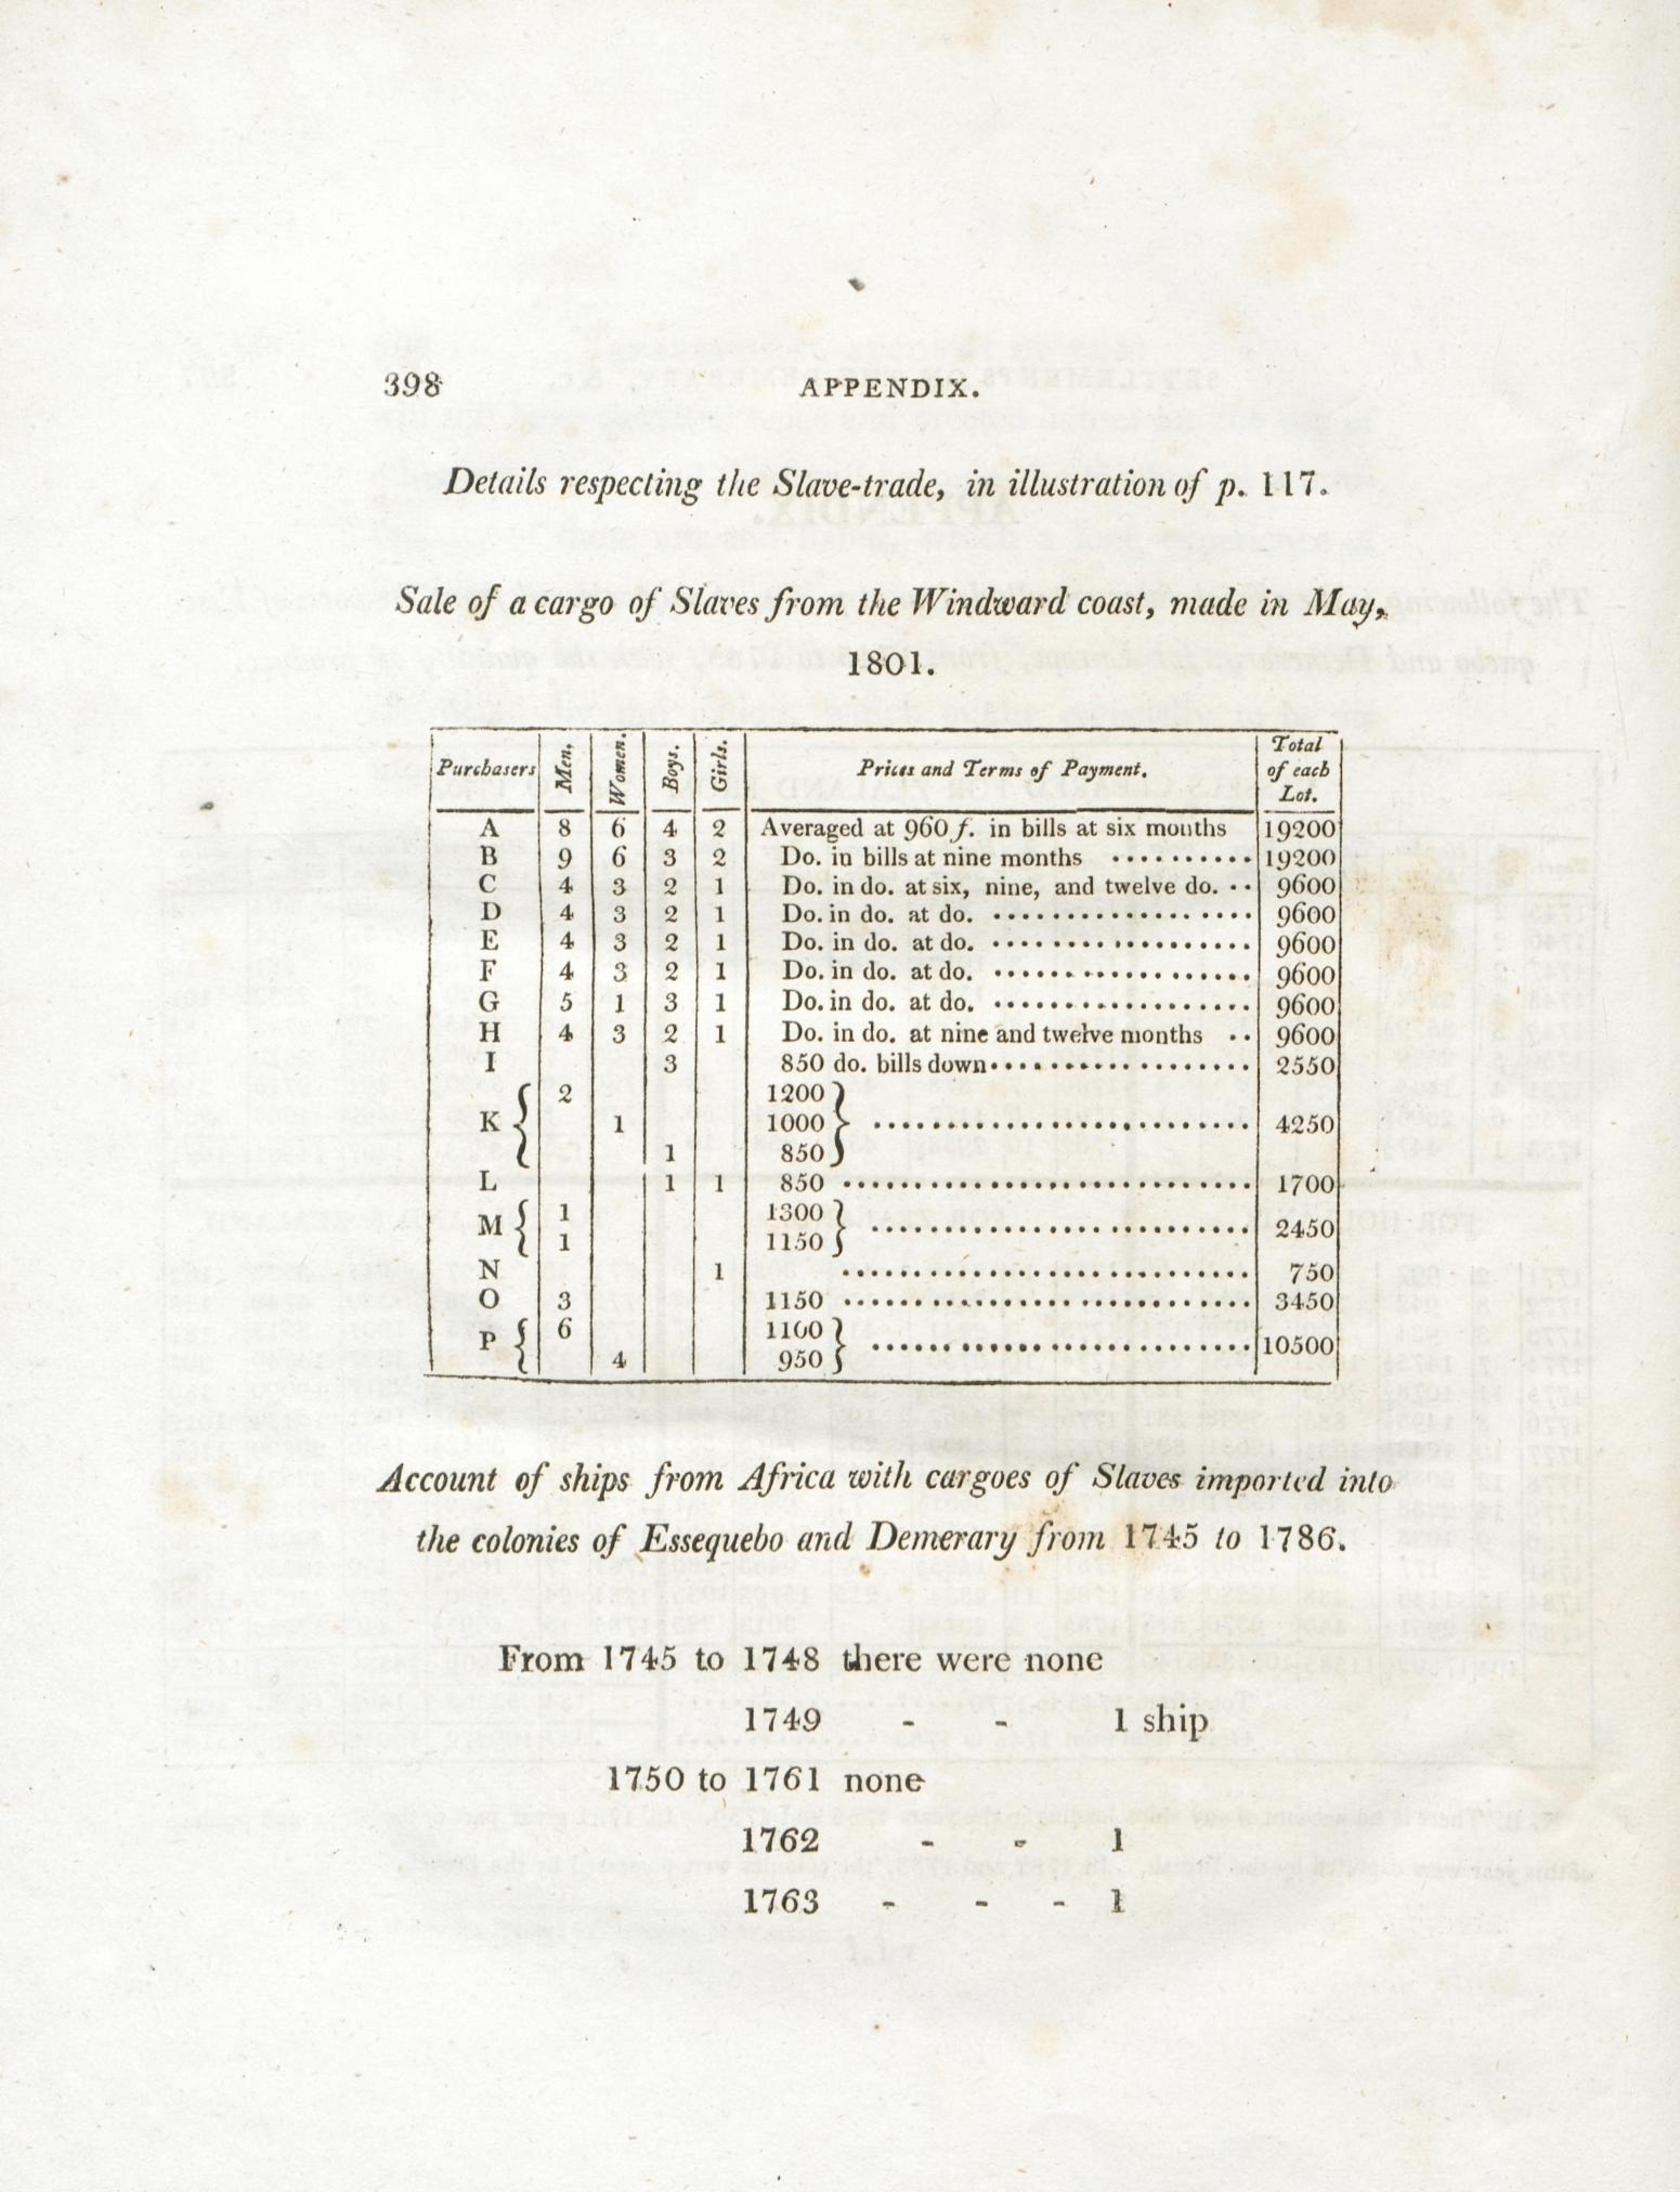 398 APPENDIX.
Details respecting the Slave-trade, in illustration of p. 117.
Sale of a cargo of Slaves from the Windward coast, made in May,
1801.
Purchasers Men. Women. Boys. Girls. Prices and Terms of Payment. Total of each Lot.
A 8 6 4 2 Averaged at 960 f. in bills at six months 19200
B 9 6 3 2 Do. in bills at nine months .......... 19200
C 4 3 2 1 Do. in do. at six, nine, and twelve do. .. 9600
D 4 3 2 1 Do. in do. at do. .................. 9600
E 4 3 2 1 Do. in do. at do. .................. 9600
F 4 3 2 1 Do. in do. at do. .................. 9600
G 5 1 3 1 Do. in do. at do. .................. 9600
H 4 3 2 1 Do. in do. at nine and twelve months .. 9600
I 3 850 do. bills down.................. 2550
2 1200
K { 1 1000 } .......................... 4250
1 850
L 1 1 850 ............................ 1700
1 1300
M { } .......................... 2450
1 1150
N 1 ............................ 750
O 3 1150 ............................ 3450
6 1100
P { } .......................... 10500
4 950
Account of ships from Africa with cargoes of Slaves imported into
the colonies of Essequebo and Demerary from 1745 to 1786.
From 1745 to 1748 there were none
1749 - - 1 ship
1750 to 1761 none
1762 - - 1
1763 - - - 1